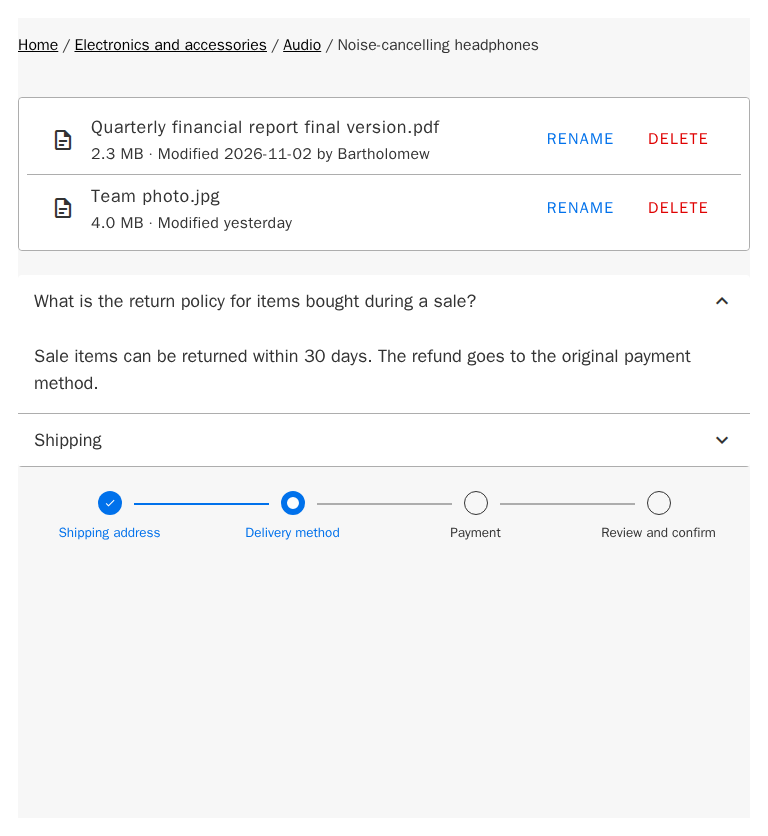 Home / Electronics and accessories / Audio / Noise-cancelling headphones
Quarterly financial report final version.pdf
2.3 MB · Modified 2026-11-02 by Bartholomew
RENAME DELETE
Team photo.jpg
4.0 MB · Modified yesterday
RENAME DELETE
What is the return policy for items bought during a sale?
Sale items can be returned within 30 days. The refund goes to the original payment
method.
Shipping
Shipping address Delivery method Payment Review and confirm